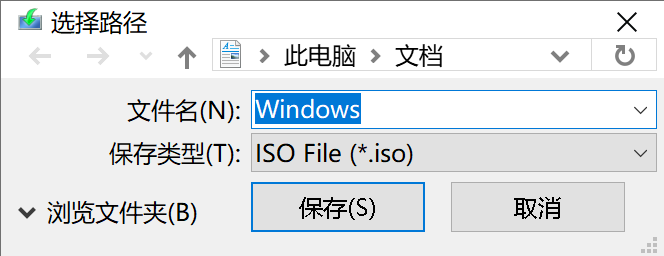 选择路径
此电脑 文档
文件名(N): Windows
保存类型(T): ISO File (*.iso)
浏览文件夹(B) 保存(S) 取消